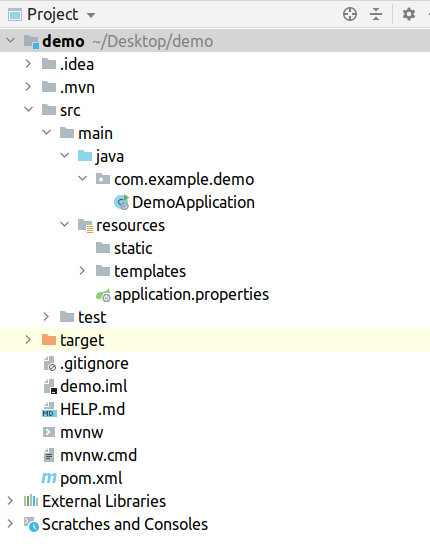 Project
demo ~/Desktop/demo
.idea
.mvn
src
main
java
com.example.demo
DemoApplication
resources
static
templates
application.properties
test
target
.gitignore
demo.iml
HELP.md
mvnw
mvnw.cmd
pom.xml
External Libraries
Scratches and Consoles